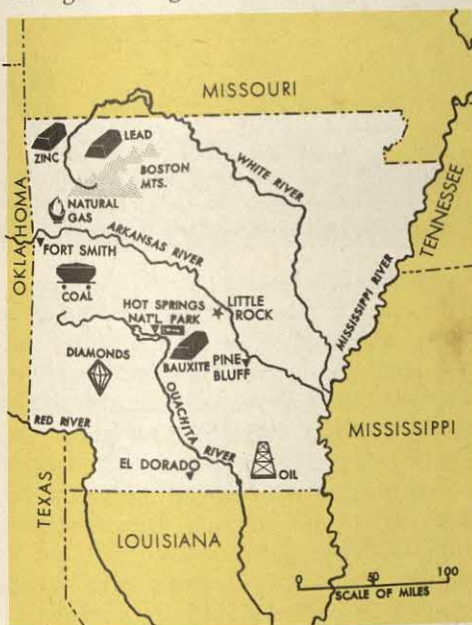 MISSOURI
ZINC
LEAD
BOSTON
MTS.
WHITE RIVER
OKLAHOMA
TENNESSEE
NATURAL
GAS
ARKANSAS RIVER
FORT SMITH
MISSISSIPPI RIVER
COAL
HOT SPRINGS
NAT'L PARK
LITTLE
ROCK
DIAMONDS
BAUXITE
PINE
BLUFF
OUACHITA RIVER
RED RIVER
MISSISSIPPI
EL DORADO
OIL
TEXAS
LOUISIANA
0 50 100
SCALE OF MILES